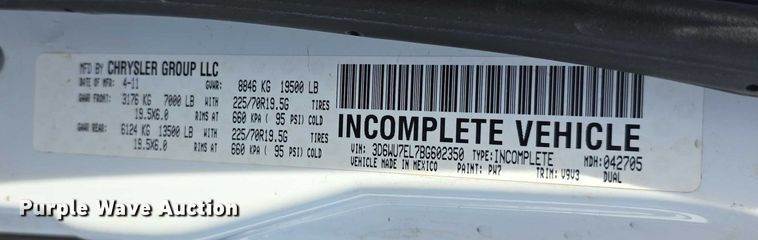 MFD BY CHRYSLER GROUP LLC
DATE OF MFR: 4-11 GVWR: 8846 KG 19500 LB
GAWR FRONT: 3176 KG 7000 LB WITH 225/70R19.5G TIRES
19.5X6.0 RIMS AT 660 KPA ( 95 PSI) COLD
GAWR REAR: 6124 KG 13500 LB WITH 225/70R19.5G TIRES
19.5X6.0 RIMS AT 660 KPA ( 95 PSI) COLD
INCOMPLETE VEHICLE
VIN: 3D6WU7EL7BG602350 TYPE: INCOMPLETE MDH: 042705
VEHICLE MADE IN MEXICO PAINT: PW7 TRIM: V9V3 DUAL
Purple Wave Auction